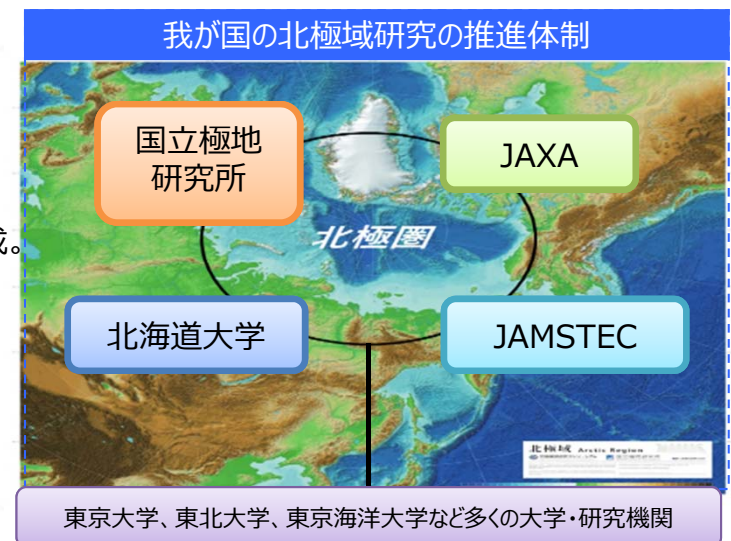 我が国の北極域研究の推進体制
国立極地
研究所
JAXA
成。
北極圏
北海道大学
JAMSTEC
北極域 Arctic Region
東京大学、東北大学、東京海洋大学など多くの大学・研究機関